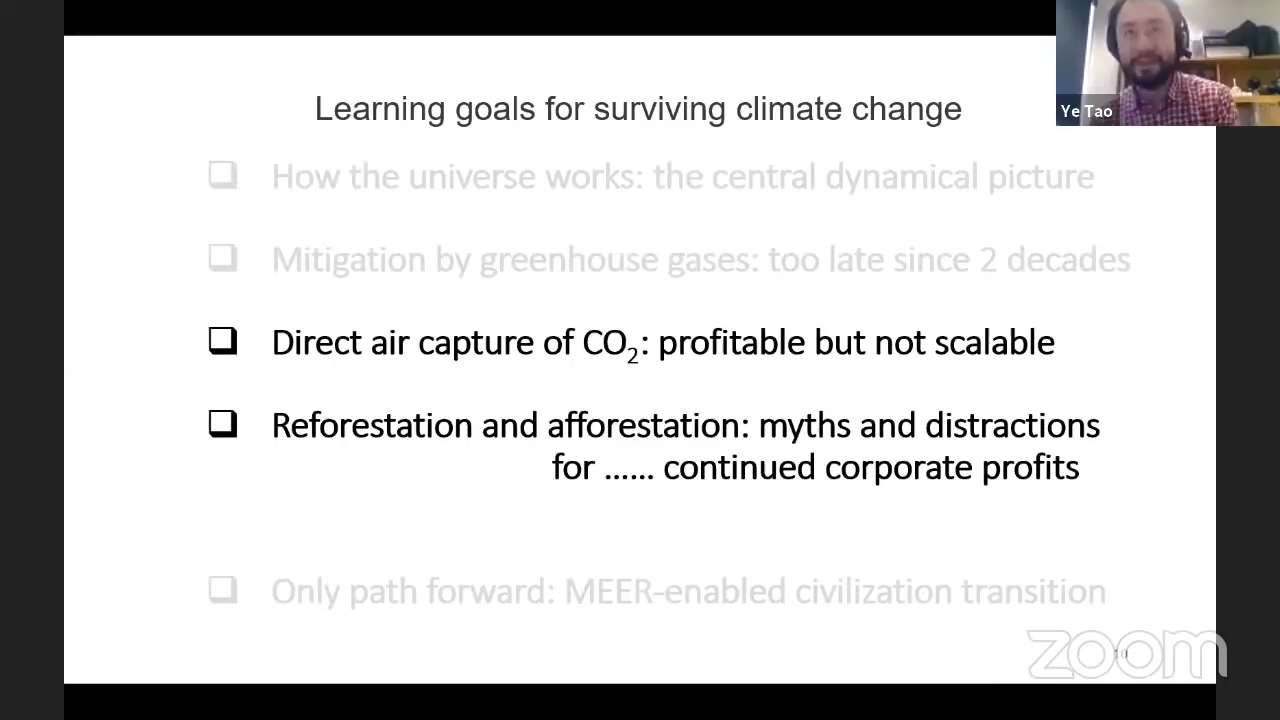 Learning goals for surviving climate change
Ye Tao
How the universe works: the central dynamical picture
Mitigation by greenhouse gases: too late since 2 decades
Direct air capture of CO₂: profitable but not scalable
Reforestation and afforestation: myths and distractions
for ...... continued corporate profits
Only path forward: MEER-enabled civilization transition
zoom